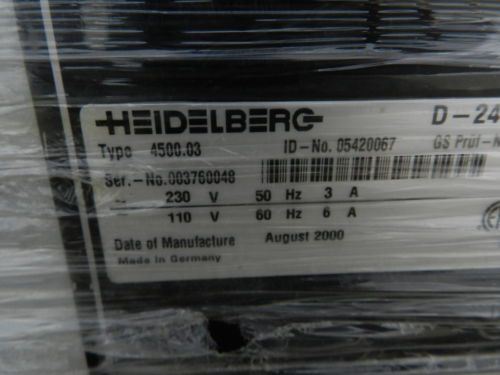 HEIDELBERG D-24
Type 4500.03 ID-No. 05420067 GS Prüf-N
Ser.-No.003760048
~ 230 V 50 Hz 3 A
~ 110 V 60 Hz 6 A
Date of Manufacture August 2000
Made in Germany